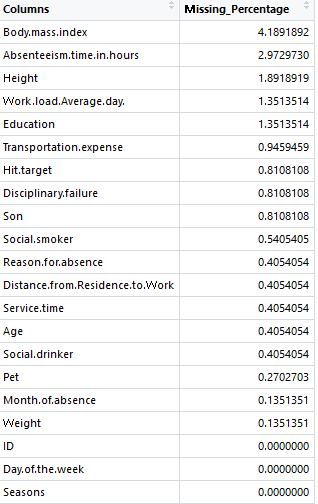 Columns Missing_Percentage
Body.mass.index 4.1891892
Absenteeism.time.in.hours 2.9729730
Height 1.8918919
Work.load.Average.day. 1.3513514
Education 1.3513514
Transportation.expense 0.9459459
Hit.target 0.8108108
Disciplinary.failure 0.8108108
Son 0.8108108
Social.smoker 0.5405405
Reason.for.absence 0.4054054
Distance.from.Residence.to.Work 0.4054054
Service.time 0.4054054
Age 0.4054054
Social.drinker 0.4054054
Pet 0.2702703
Month.of.absence 0.1351351
Weight 0.1351351
ID 0.0000000
Day.of.the.week 0.0000000
Seasons 0.0000000